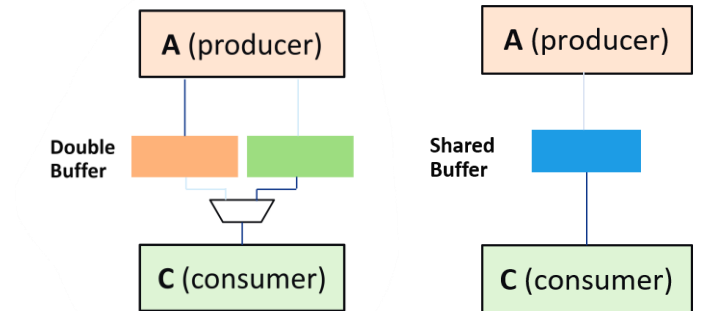 A (producer)
Double
Buffer
C (consumer)
A (producer)
Shared
Buffer
C (consumer)